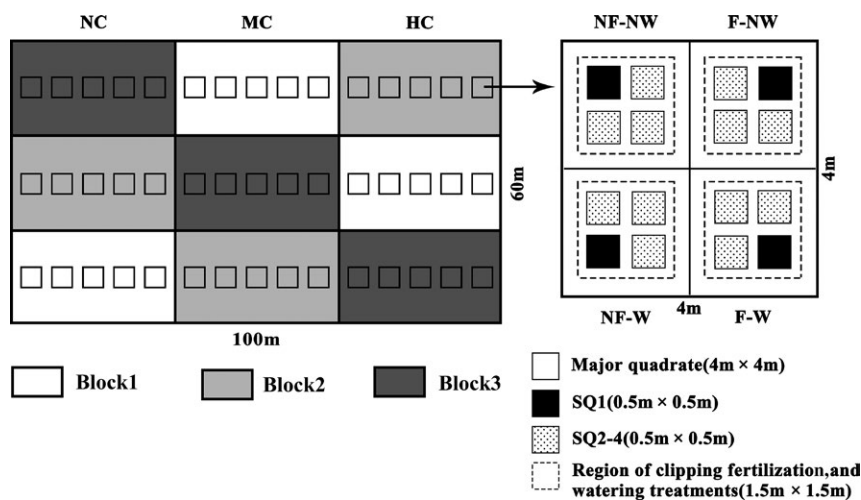 NC MC HC
NF-NW F-NW
60m
4m
NF-W 4m F-W
100m
Block1 Block2 Block3
Major quadrate(4m × 4m)
SQ1(0.5m × 0.5m)
SQ2-4(0.5m × 0.5m)
Region of clipping fertilization,and
watering treatments(1.5m × 1.5m)